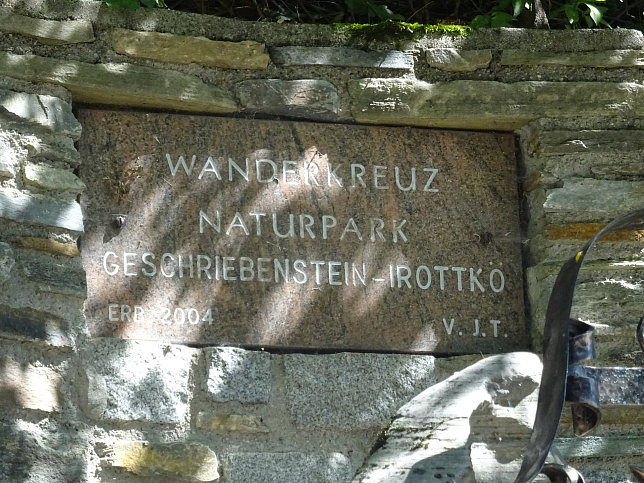 WANDERKREUZ
NATURPARK
GESCHRIEBENSTEIN-IROTTKÖ
ERB. 2004 V.J.T.